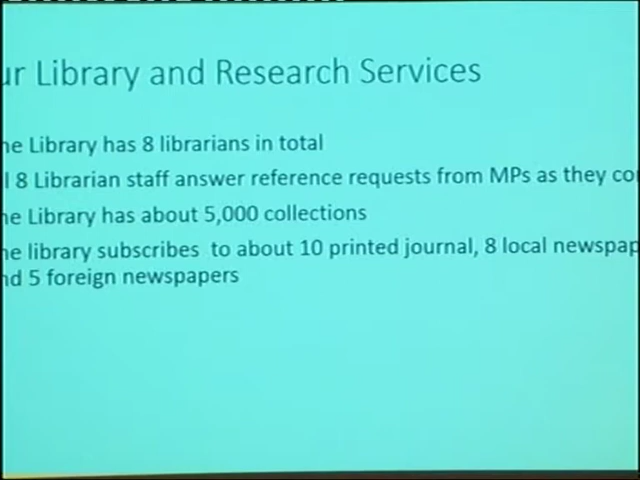 ur Library and Research Services
he Library has 8 librarians in total
l 8 Librarian staff answer reference requests from MPs as they co
he Library has about 5,000 collections
he library subscribes to about 10 printed journal, 8 local newspap
nd 5 foreign newspapers